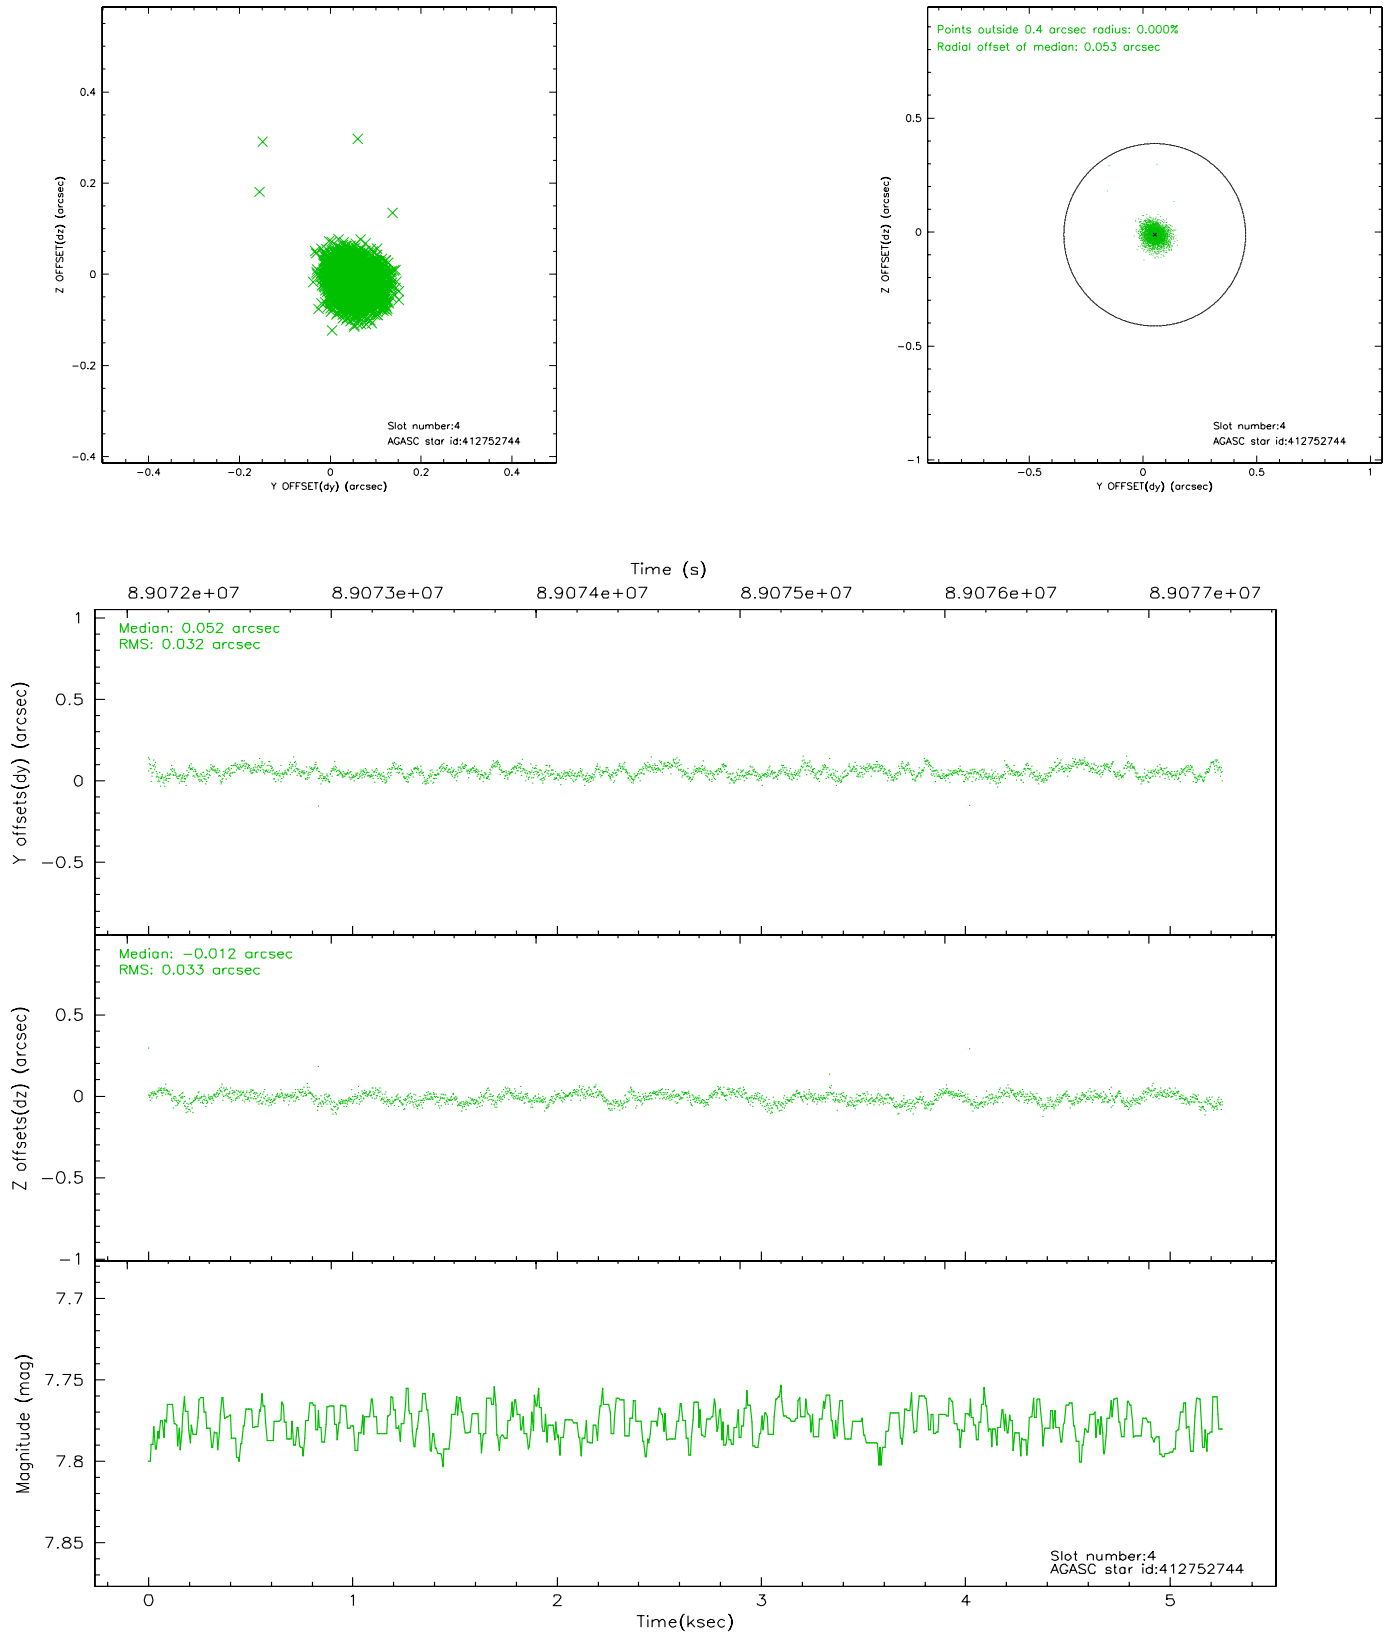 0.4
0.2
0
−0.2
−0.4
Z OFFSET(dz) (arcsec)
Slot number:4
AGASC star id:412752744
−0.4 −0.2 0 0.2 0.4
Y OFFSET(dy) (arcsec)
Points outside 0.4 arcsec radius: 0.000%
Radial offset of median: 0.053 arcsec
0.5
0
−0.5
−1
Z OFFSET(dz) (arcsec)
Slot number:4
AGASC star id:412752744
−0.5 0 0.5 1
Y OFFSET(dy) (arcsec)
Time (s)
8.9072e+07 8.9073e+07 8.9074e+07 8.9075e+07 8.9076e+07 8.9077e+07
Median: 0.052 arcsec
RMS: 0.032 arcsec
1
0.5
0
−0.5
Y offsets(dy) (arcsec)
Median: −0.012 arcsec
RMS: 0.033 arcsec
0.5
0
−0.5
−1
Z offsets(dz) (arcsec)
7.7
7.75
7.8
7.85
Magnitude (mag)
Slot number:4
AGASC star id:412752744
0 1 2 3 4 5
Time(ksec)